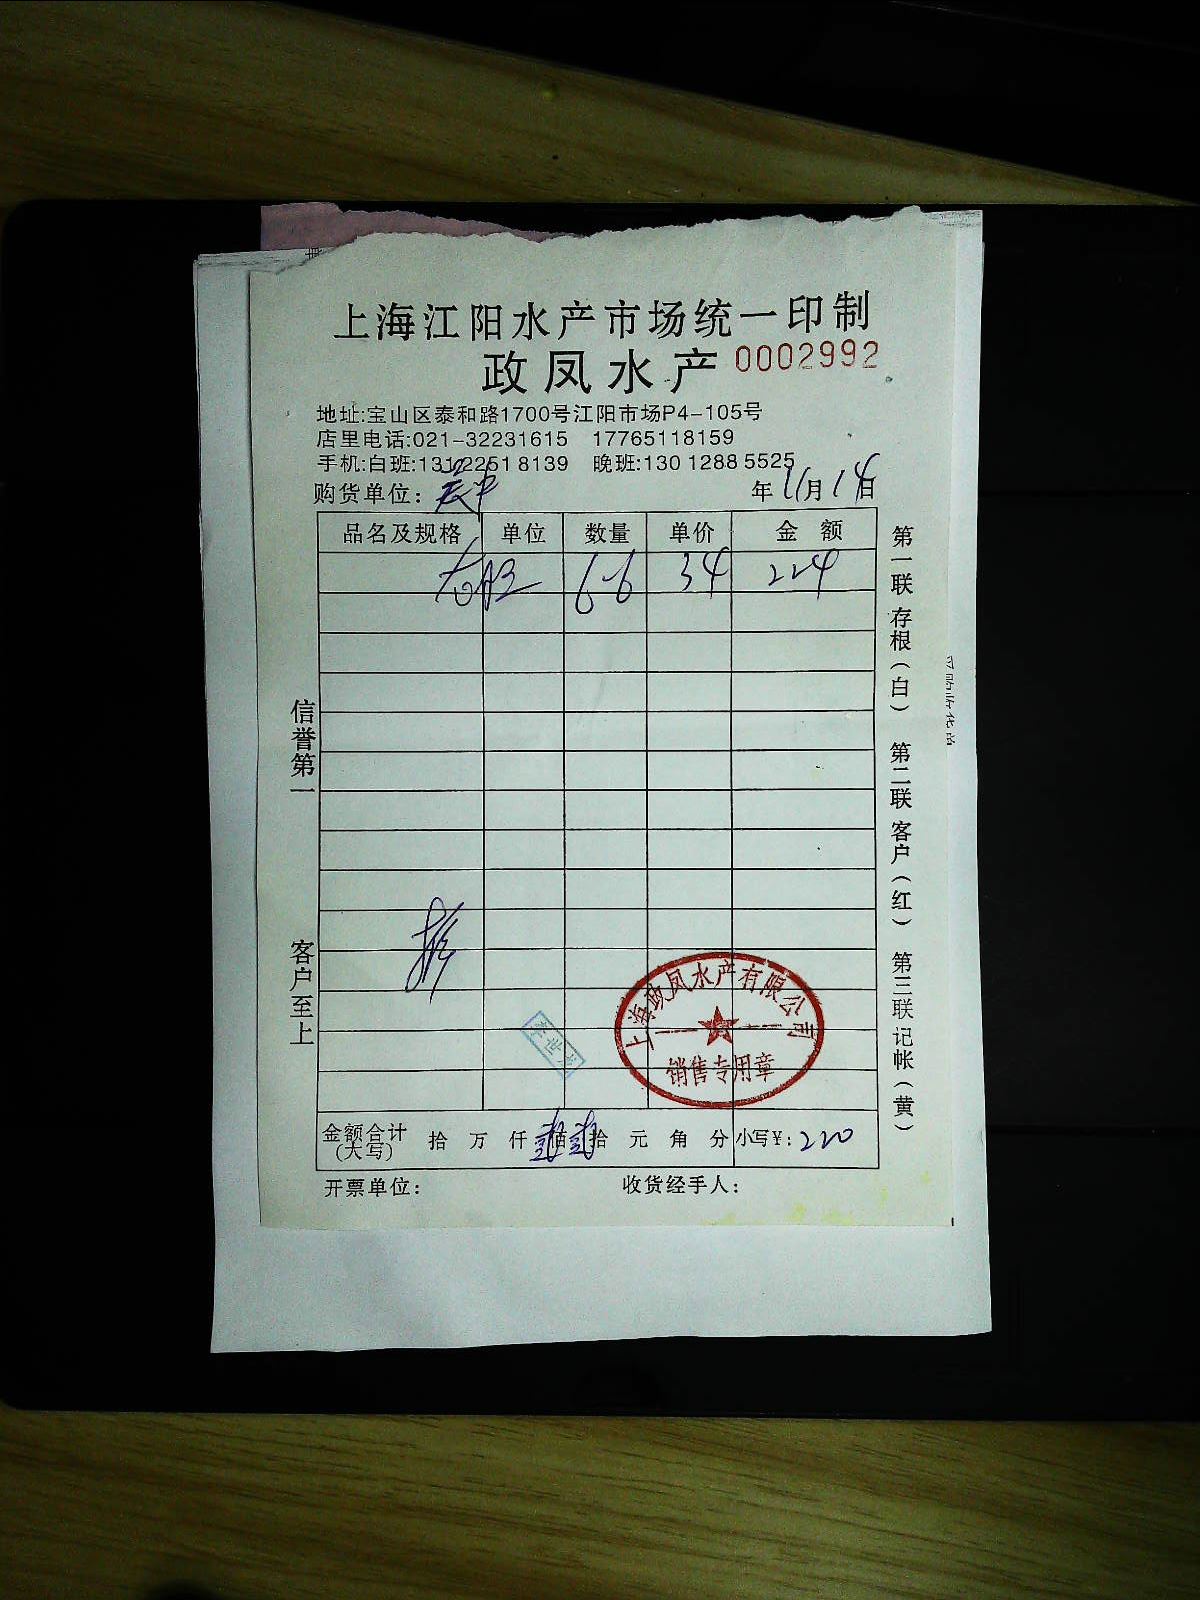 上海江阳水产市场统一印制
政凤水产 0002992
地址:宝山区泰和路1700号江阳市场P4-105号
店里电话:021-32231615 17765118159
手机:白班:13122518139 晚班:13012885525
购货单位: 年11月14日
品名及规格 单位 数量 单价 金额
6-6 34 224
信誉第一 客户至上
第一联存根(白) 第二联客户(红) 第三联记帐(黄)
上海政凤水产有限公司
销售专用章
金额合计(大写) 拾万仟佰拾元角分 小写¥:220
开票单位: 收货经手人: